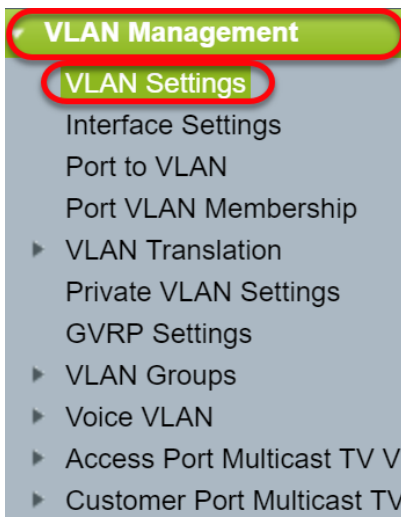 VLAN Management
VLAN Settings
Interface Settings
Port to VLAN
Port VLAN Membership
VLAN Translation
Private VLAN Settings
GVRP Settings
VLAN Groups
Voice VLAN
Access Port Multicast TV V
Customer Port Multicast TV